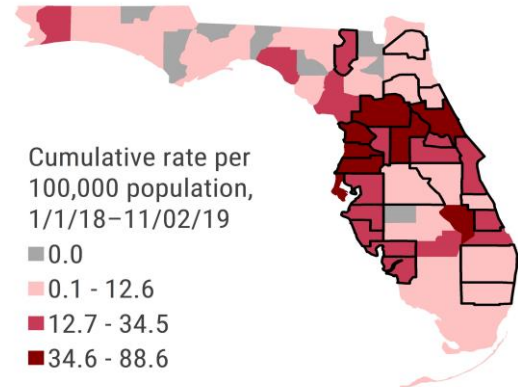 Cumulative rate per
100,000 population,
1/1/18–11/02/19
0.0
0.1 - 12.6
12.7 - 34.5
34.6 - 88.6